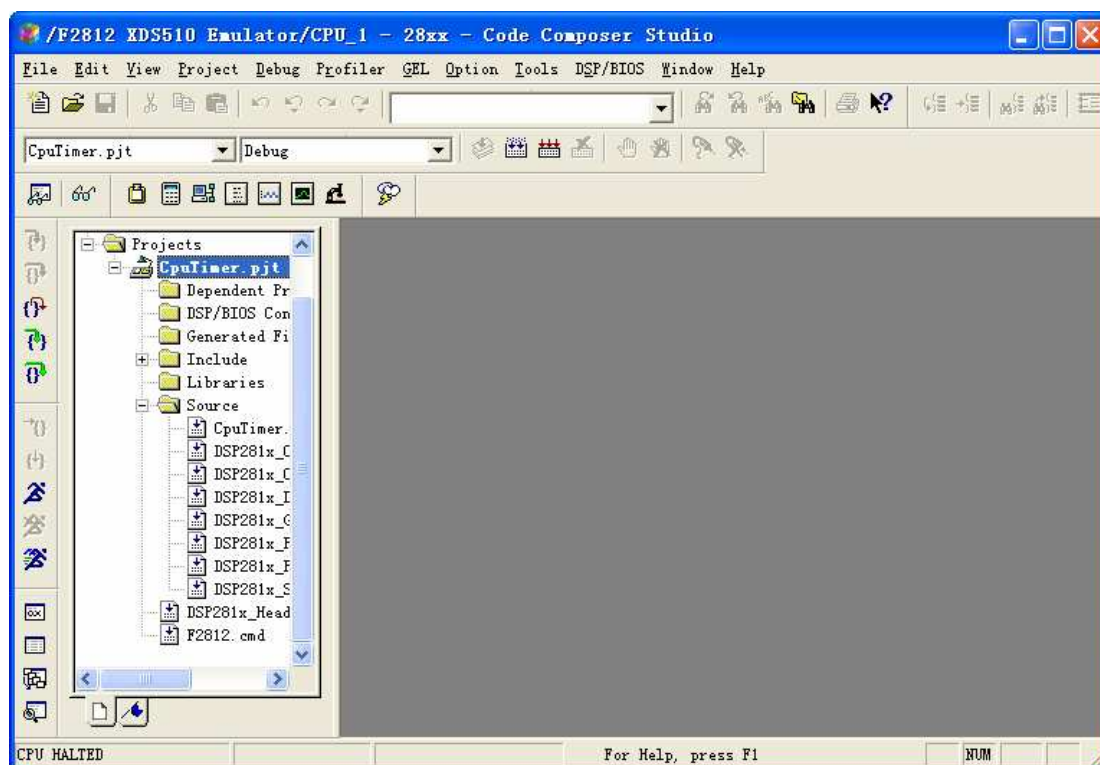 /F2812 XDS510 Emulator/CPU_1 - 28xx - Code Composer Studio
File Edit View Project Debug Profiler GEL Option Tools DSP/BIOS Window Help
CpuTimer.pjt Debug
Projects
CpuTimer.pjt
Dependent Pr
DSP/BIOS Con
Generated Fi
Include
Libraries
Source
CpuTimer.
DSP281x_C
DSP281x_C
DSP281x_I
DSP281x_G
DSP281x_P
DSP281x_P
DSP281x_S
DSP281x_Head
F2812.cmd
CPU HALTED For Help, press F1 NUM